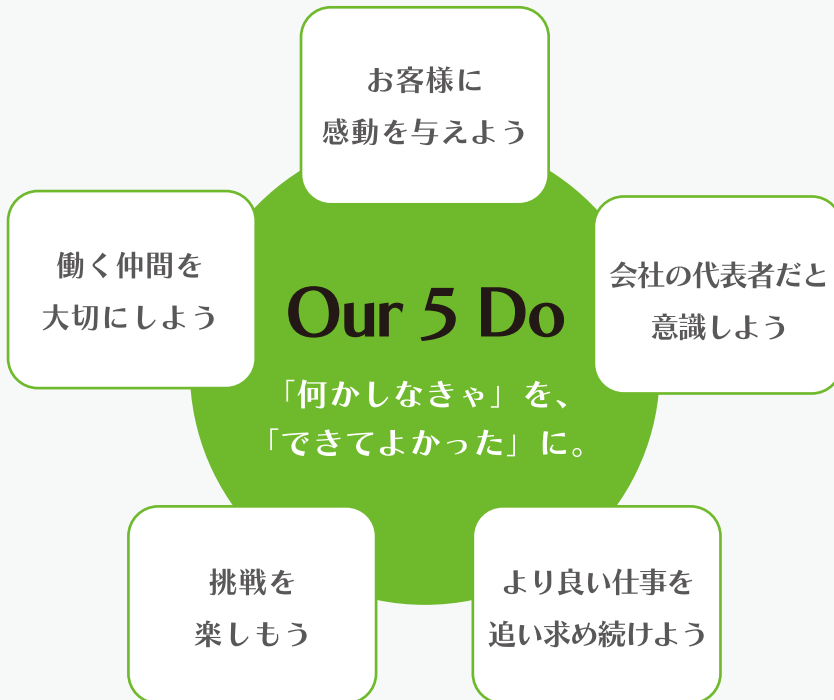 お客様に
感動を与えよう
働く仲間を
大切にしよう
会社の代表者だと
意識しよう
Our 5 Do
「何かしなきゃ」を、
「できてよかった」に。
挑戦を
楽しもう
より良い仕事を
追い求め続けよう